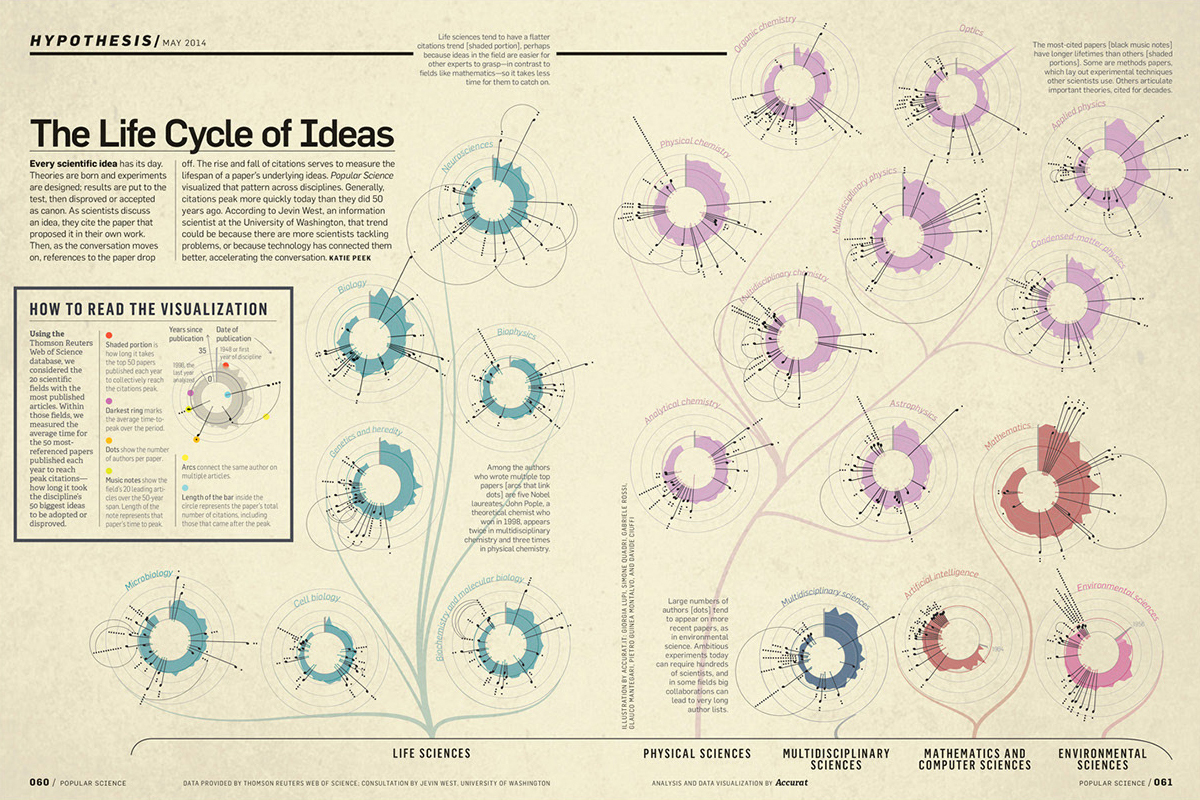 HYPOTHESIS/ MAY 2014
Life sciences tend to have a flatter
citations trend [shaded portion], perhaps
because ideas in the field are easier for
other experts to grasp—in contrast to
fields like mathematics—so it takes less
time for them to catch on.
The most-cited papers [black music notes]
have longer lifetimes than others [shaded
portions]. Some are methods papers,
which lay out experimental techniques
other scientists use. Others articulate
important theories, cited for decades.
The Life Cycle of Ideas
Every scientific idea has its day.
Theories are born and experiments
are designed; results are put to the
test, then disproved or accepted
as canon. As scientists discuss
an idea, they cite the paper that
proposed it in their own work.
Then, as the conversation moves
on, references to the paper drop
off. The rise and fall of citations serves to measure the
lifespan of a paper's underlying ideas. Popular Science
visualized that pattern across disciplines. Generally,
citations peak more quickly today than they did 50
years ago. According to Jevin West, an information
scientist at the University of Washington, that trend
could be because there are more scientists tackling
problems, or because technology has connected them
better, accelerating the conversation. KATIE PEEK
HOW TO READ THE VISUALIZATION
Using the
Thomson Reuters
Web of Science
database, we
considered the
20 scientific
fields with the
most published
articles. Within
those fields, we
measured the
average time for
the 50 most-
referenced papers
published each
year to reach
peak citations—
how long it took
the discipline's
50 biggest ideas
to be adopted or
disproved.
Shaded portion is
how long it takes
the top 50 papers
published each year
to collectively reach
the citations peak.
Darkest ring marks
the average time-to-
peak over the period.
Dots show the number
of authors per paper.
Music notes show the
field's 20 leading arti-
cles over the 50-year
span. Length of the
note represents that
paper's time to peak.
Years since
publication
35
0
Date of
publication
1948 or first
year of discipline
1998, the
last year
analyzed
Arcs connect the same author on
multiple articles.
Length of the bar inside the
circle represents the paper's total
number of citations, including
those that came after the peak.
Neurosciences
Biology
Biophysics
Genetics and heredity
Microbiology
Cell biology
Biochemistry and molecular biology
Among the authors
who wrote multiple top
papers [arcs that link
dots] are five Nobel
laureates. John Pople, a
theoretical chemist who
won in 1998, appears
twice in multidisciplinary
chemistry and three times
in physical chemistry.
Organic chemistry
Optics
Applied physics
Physical chemistry
Multidisciplinary physics
Condensed-matter physics
Multidisciplinary chemistry
Analytical chemistry
Astrophysics
Mathematics
Multidisciplinary sciences
Artificial intelligence
1984
Environmental sciences
1968
ILLUSTRATION BY ACCURAT.IT: GIORGIA LUPI, SIMONE QUADRI, GABRIELE ROSSI,
GLAUCO MANTEGARI, PIETRO GUINEA MONTALVO, AND DAVIDE CIUFFI
Large numbers of
authors [dots] tend
to appear on more
recent papers, as
in environmental
science. Ambitious
experiments today
can require hundreds
of scientists, and
in some fields big
collaborations can
lead to very long
author lists.
LIFE SCIENCES
PHYSICAL SCIENCES
MULTIDISCIPLINARY
SCIENCES
MATHEMATICS AND
COMPUTER SCIENCES
ENVIRONMENTAL
SCIENCES
060 / POPULAR SCIENCE
DATA PROVIDED BY THOMSON REUTERS WEB OF SCIENCE; CONSULTATION BY JEVIN WEST, UNIVERSITY OF WASHINGTON
ANALYSIS AND DATA VISUALIZATION BY Accurat
POPULAR SCIENCE / 061